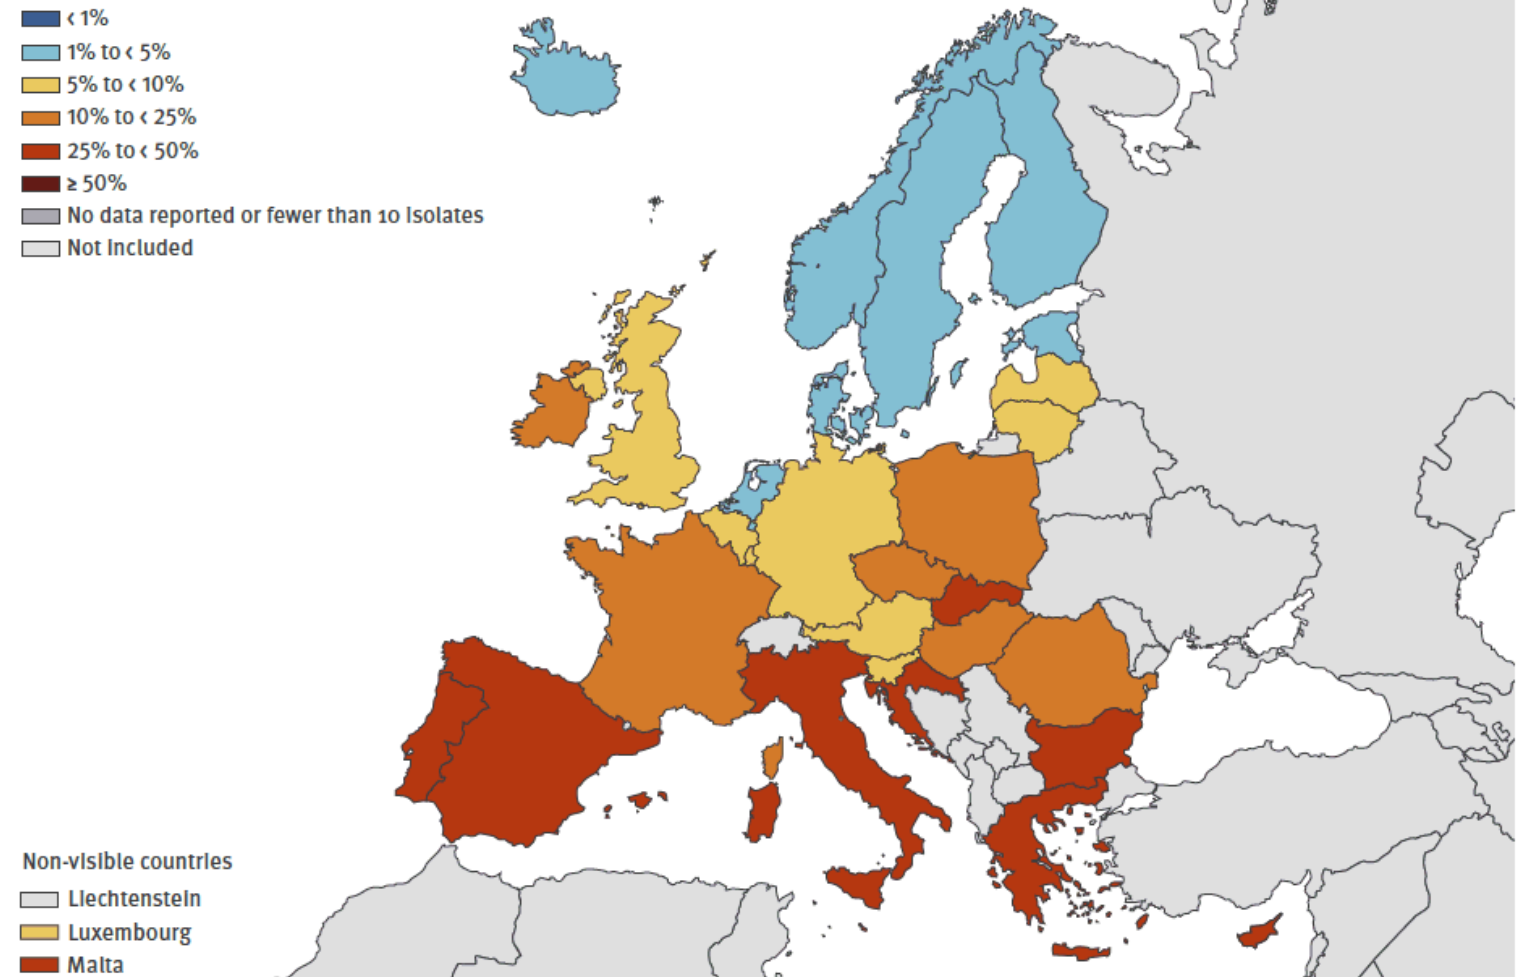 < 1%
1% to < 5%
5% to < 10%
10% to < 25%
25% to < 50%
≥ 50%
No data reported or fewer than 10 isolates
Not included
Non-visible countries
Liechtenstein
Luxembourg
Malta